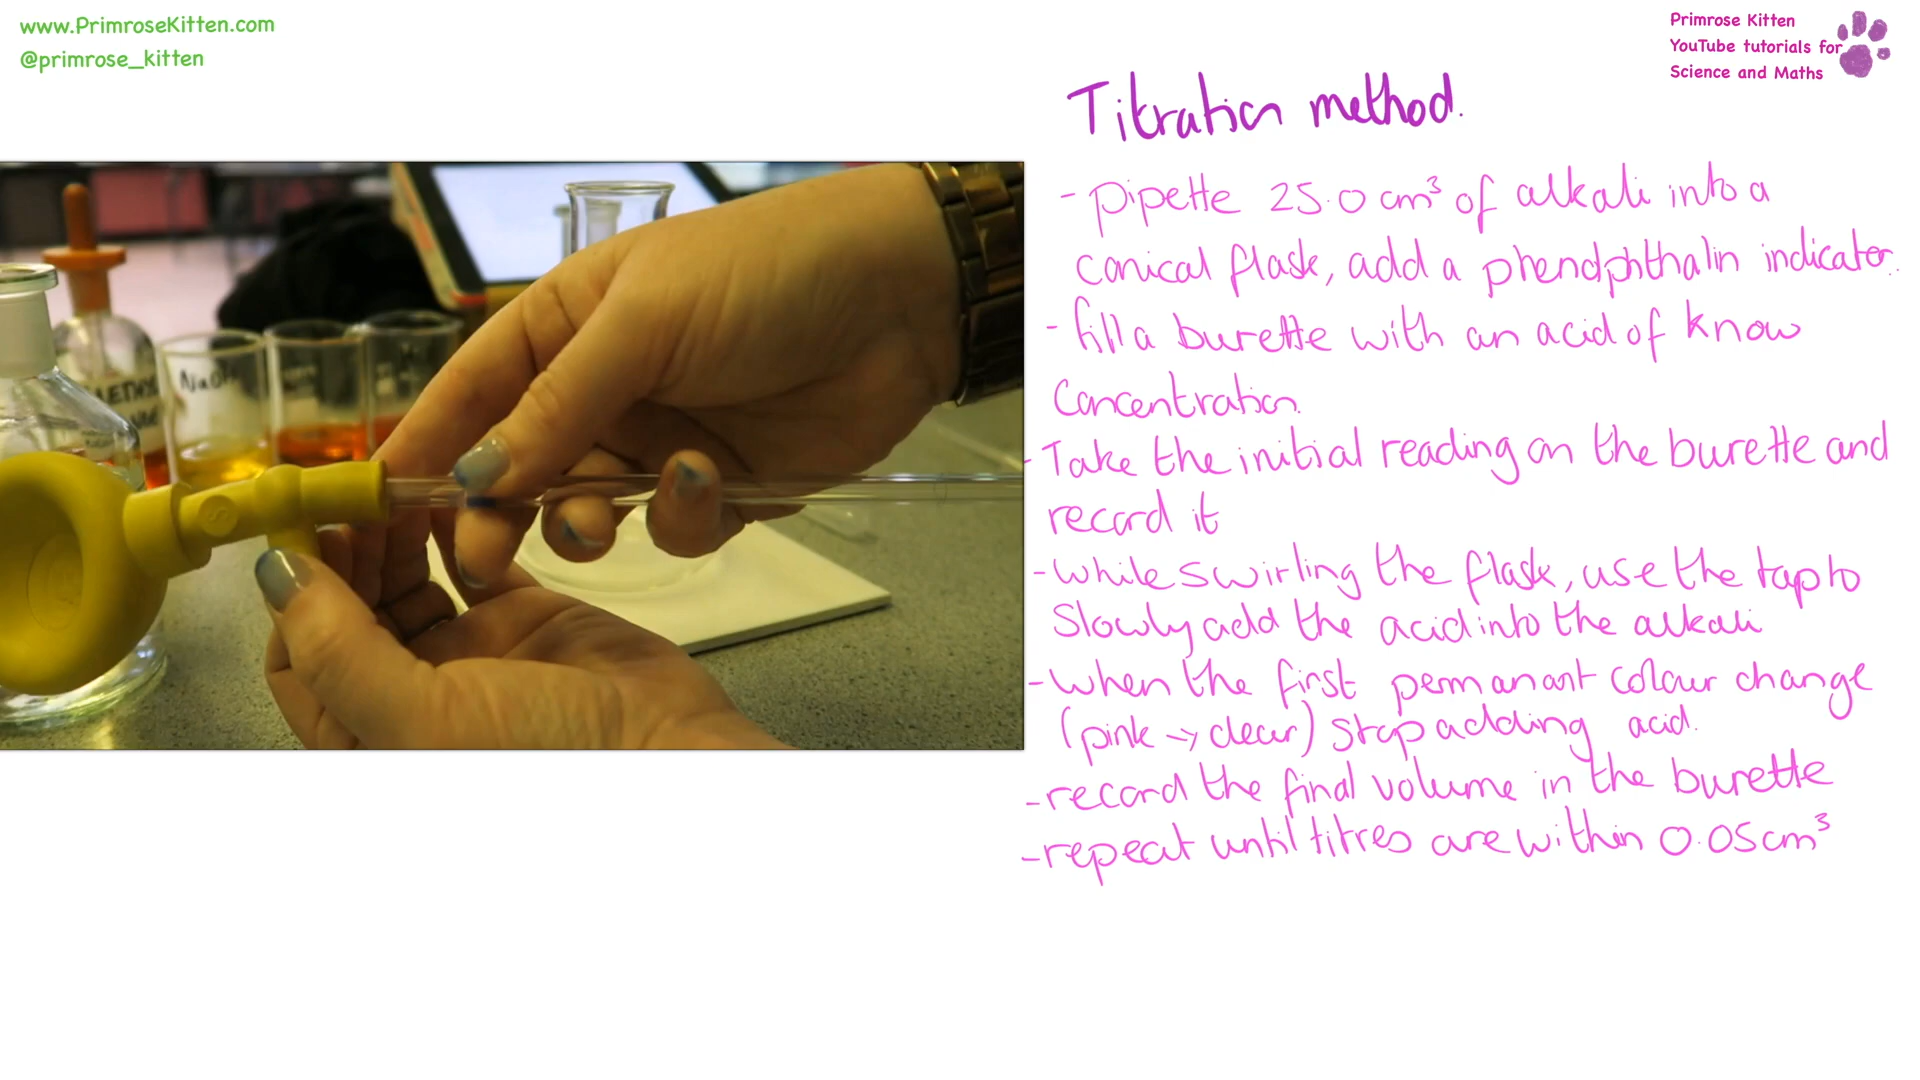 www.PrimroseKitten.com
@primrose_kitten
Primrose Kitten
YouTube tutorials for
Science and Maths
Titration method.
- pipette 25.0 cm³ of alkali into a
conical flask, add a phenolphthalin indicator.
- fill a burette with an acid of know
concentration.
- Take the initial reading on the burette and
record it
- while swirling the flask, use the tap to
slowly add the acid into the alkali
- when the first permanant colour change
(pink → clear) stop adding acid.
- record the final volume in the burette
- repeat until titres are within 0.05cm³
NaOH